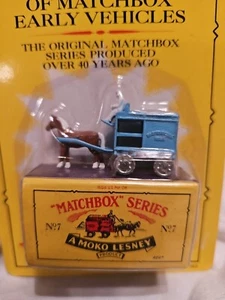 OF MATCHBOX
EARLY VEHICLES
THE ORIGINAL MATCHBOX
SERIES PRODUCED
OVER 40 YEARS AGO
"MATCHBOX" SERIES
Nº7
Nº7
A MOKO LESNEY
PRODUCT